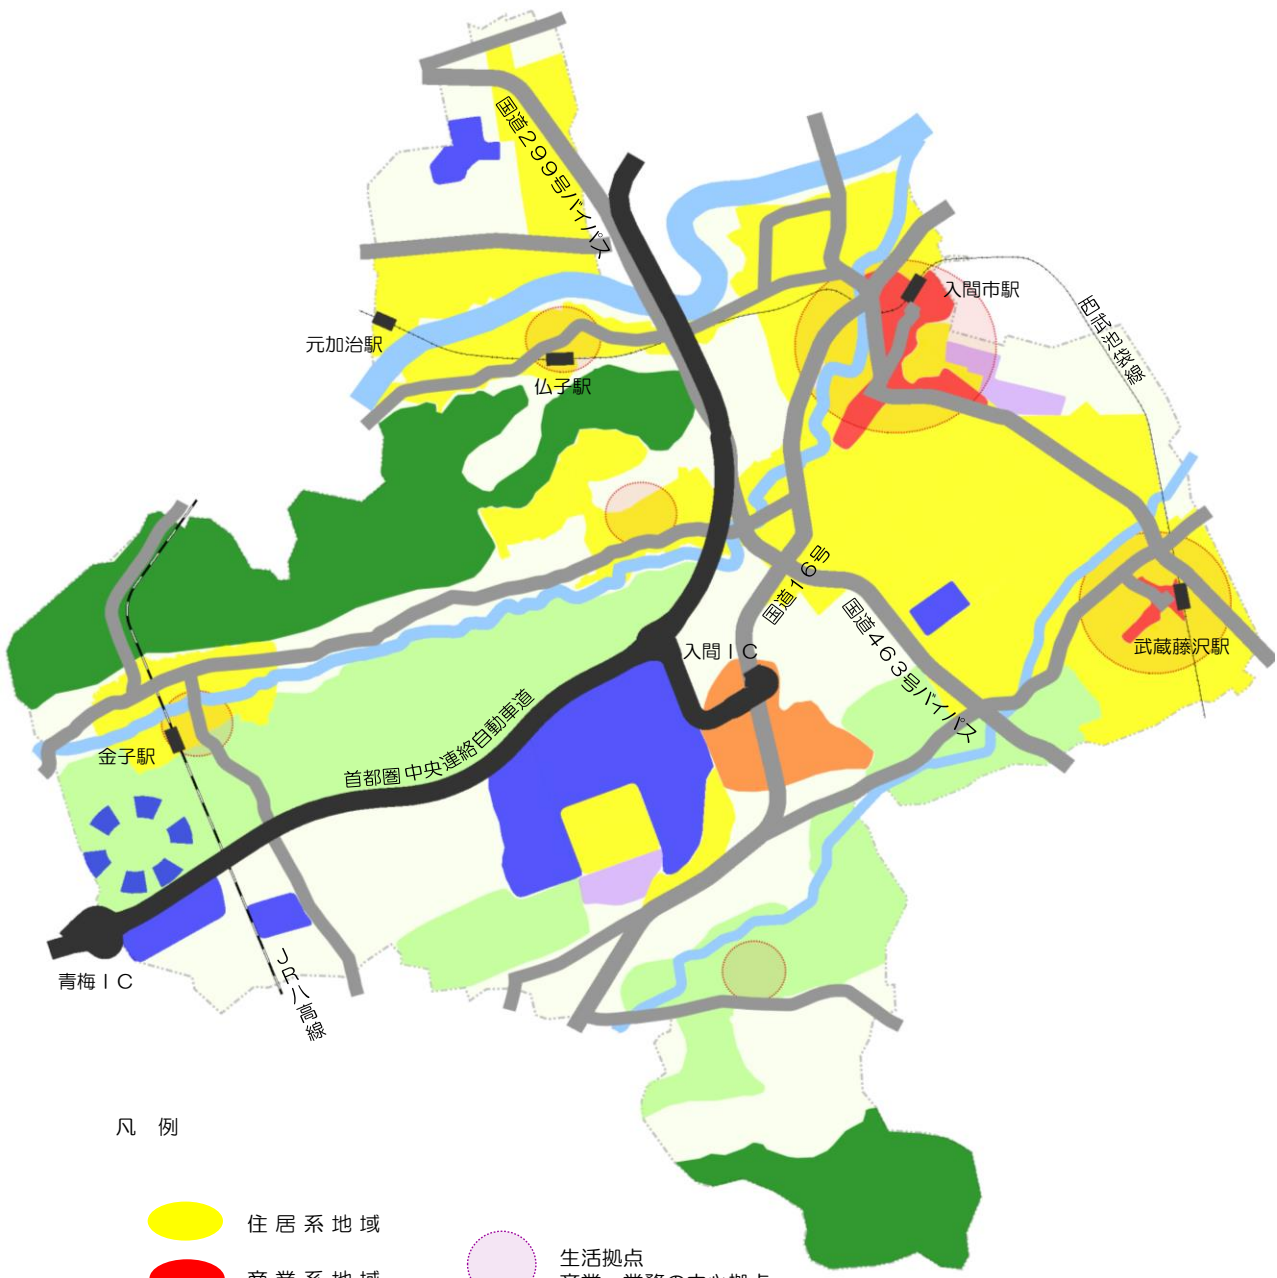 国道299号バイパス
入間市駅
西武池袋線
元加治駅
仏子駅
国道16号
国道463号バイパス
武蔵藤沢駅
入間IC
金子駅
首都圏中央連絡自動車道
青梅IC
JR八高線
凡 例
住居系地域
生活拠点